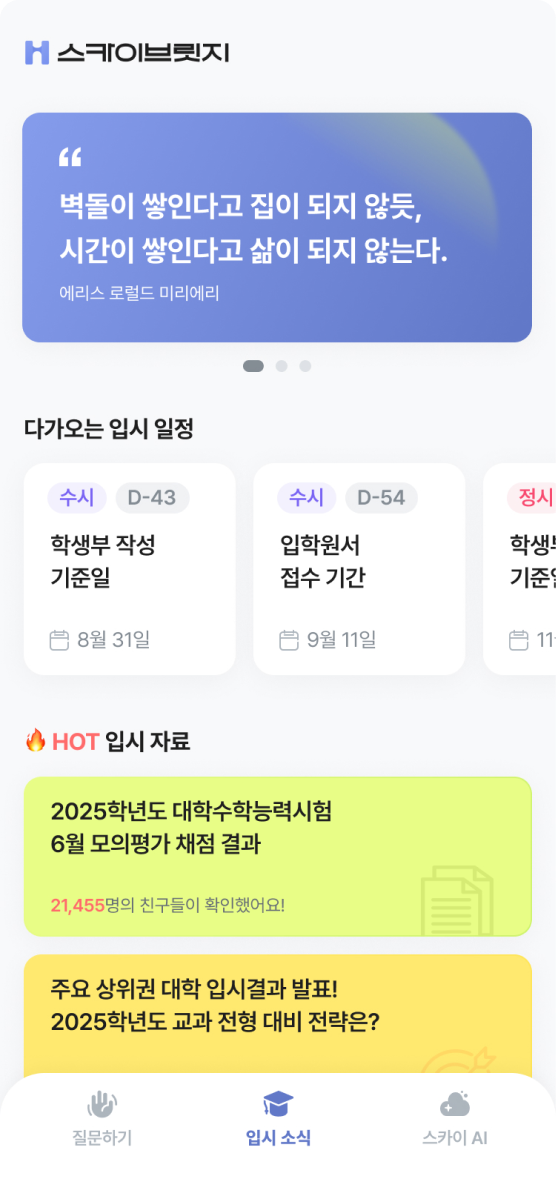 스카이브릿지
“
벽돌이 쌓인다고 집이 되지 않듯,
시간이 쌓인다고 삶이 되지 않는다.
에리스 로럴드 미리에리
다가오는 입시 일정
수시 D-43
학생부 작성
기준일
8월 31일
수시 D-54
입학원서
접수 기간
9월 11일
정시
학생
기준
11
HOT 입시 자료
2025학년도 대학수학능력시험
6월 모의평가 채점 결과
21,455명의 친구들이 확인했어요!
주요 상위권 대학 입시결과 발표!
2025학년도 교과 전형 대비 전략은?
질문하기
입시 소식
스카이 AI